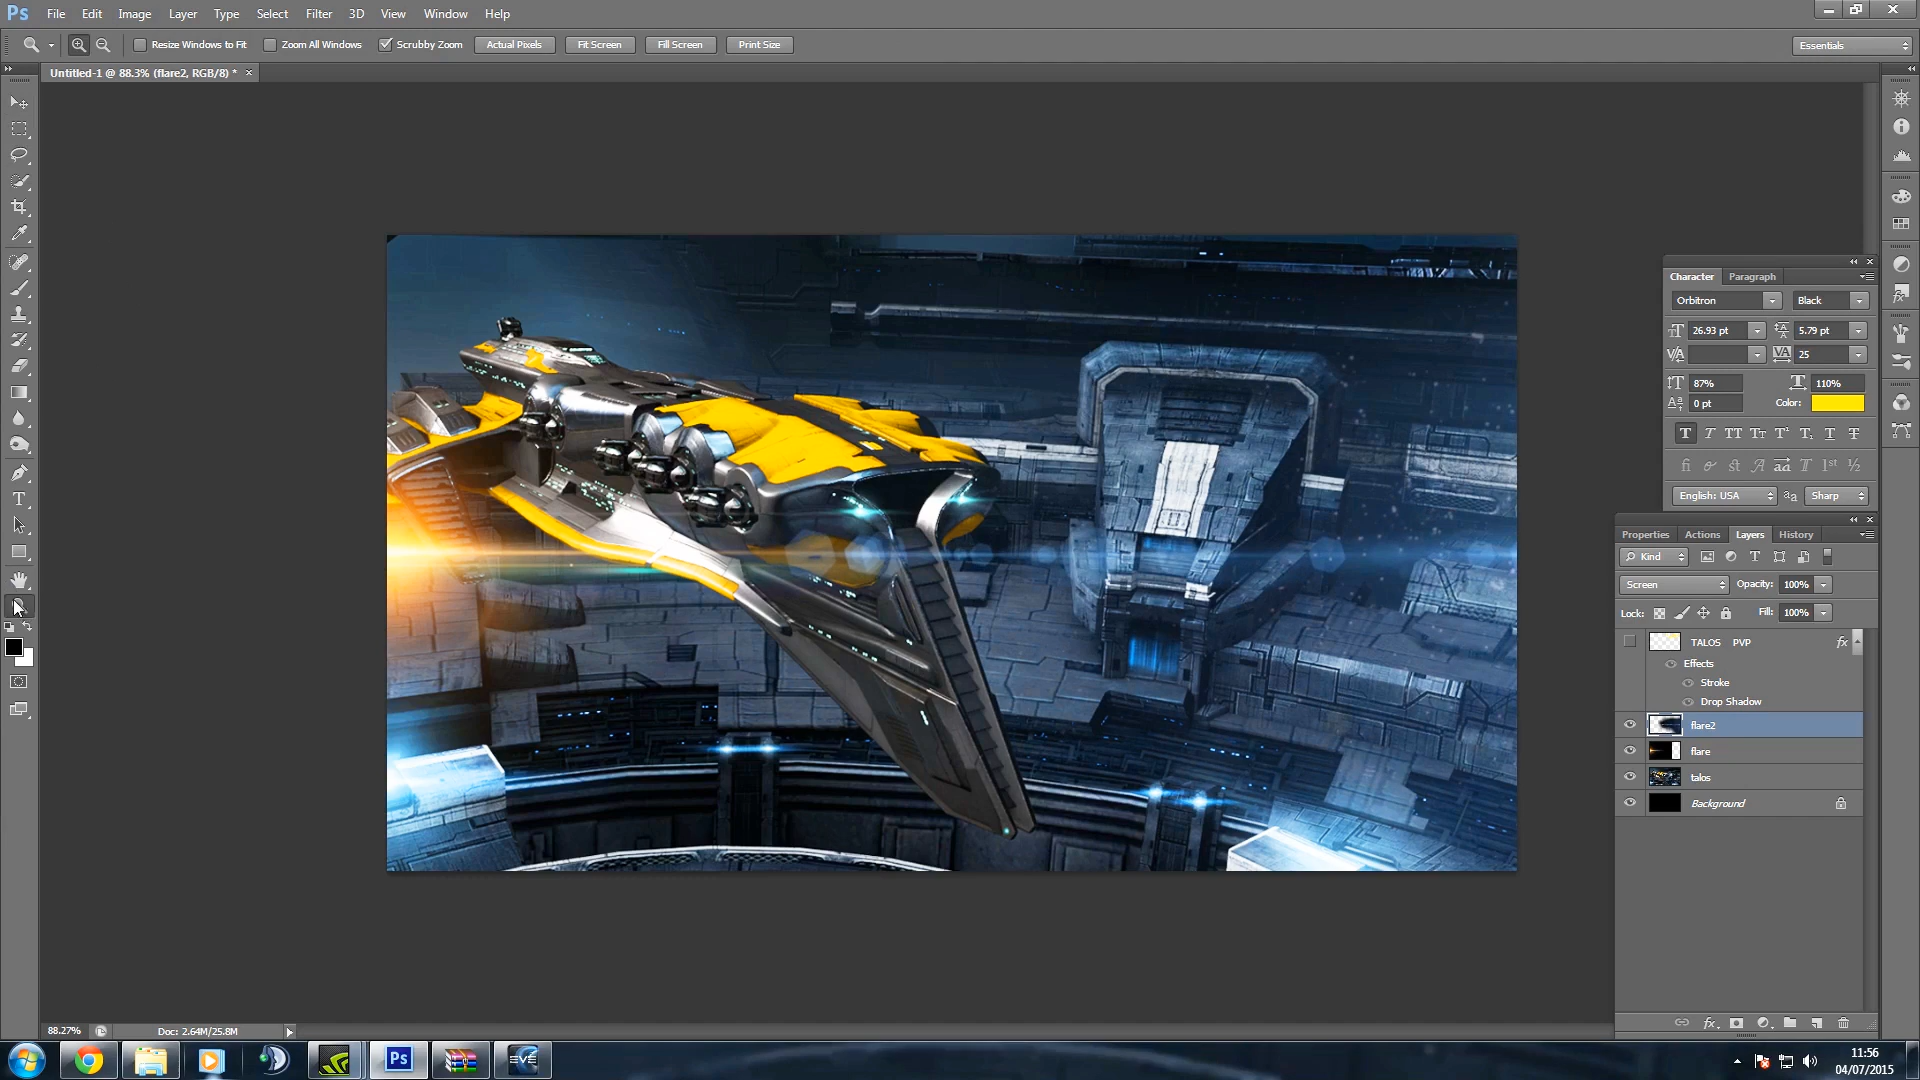 Ps File Edit Image Layer Type Select Filter 3D View Window Help
Resize Windows to Fit Zoom All Windows Scrubby Zoom Actual Pixels Fit Screen Fill Screen Print Size Essentials
Untitled-1 @ 88.3% (flare2, RGB/8) * ×
Character Paragraph
Orbitron Black
26.93 pt 5.79 pt
25
87% 110%
0 pt Color:
English: USA aa Sharp
Properties Actions Layers History
Kind
Screen Opacity: 100%
Lock: Fill: 100%
TALOS PVP fx
Effects
Stroke
Drop Shadow
flare2
flare
talos
Background
88.27% Doc: 2.64M/25.8M
Ps EVE 11:56
04/07/2015